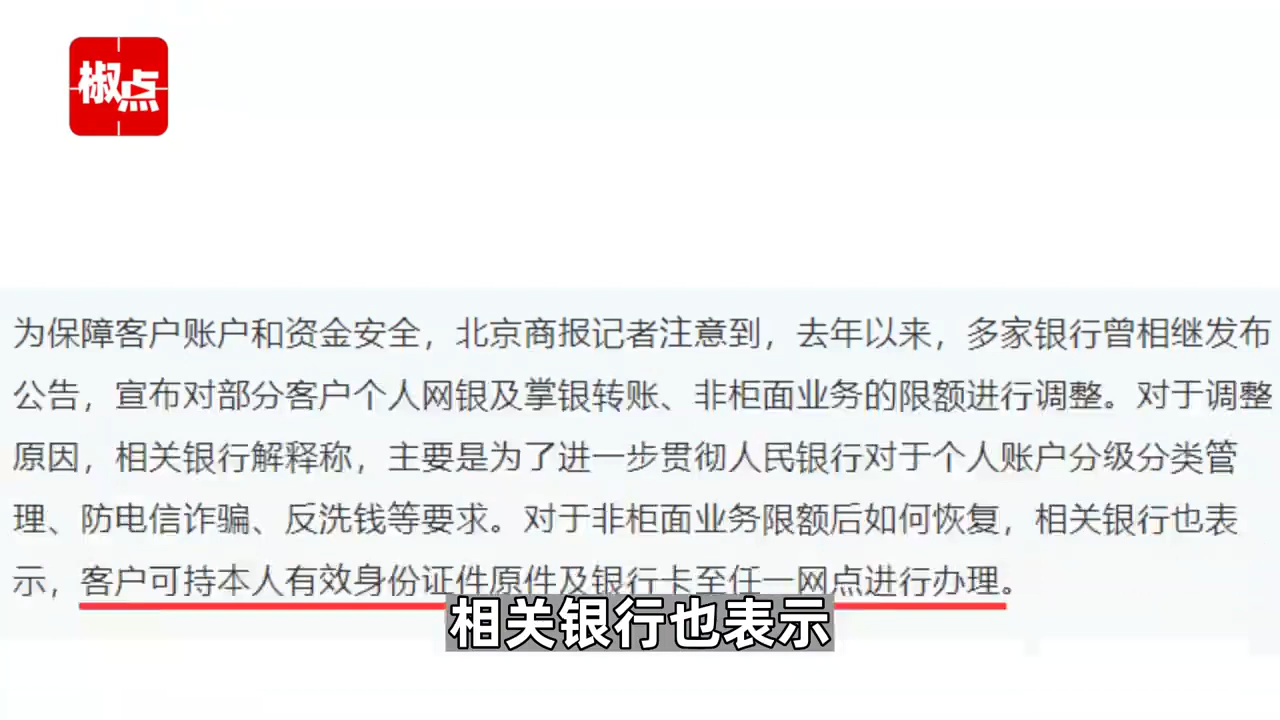 椒点
为保障客户账户和资金安全，北京商报记者注意到，去年以来，多家银行曾相继发布
公告，宣布对部分客户个人网银及掌银转账、非柜面业务的限额进行调整。对于调整
原因，相关银行解释称，主要是为了进一步贯彻人民银行对于个人账户分级分类管
理、防电信诈骗、反洗钱等要求。对于非柜面业务限额后如何恢复，相关银行也表
示，客户可持本人有效身份证件原件及银行卡至任一网点进行办理。
相关银行也表示